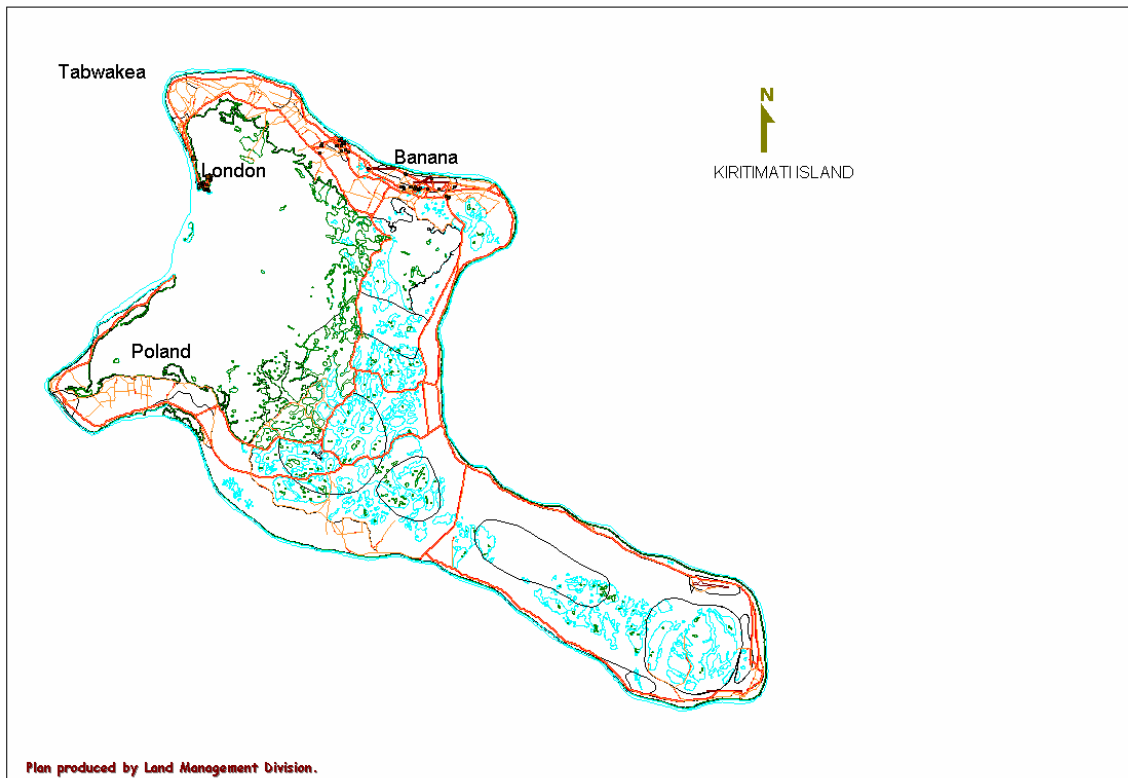 Tabwakea
N
Banana
London
KIRITIMATI ISLAND
Poland
Plan produced by Land Management Division.